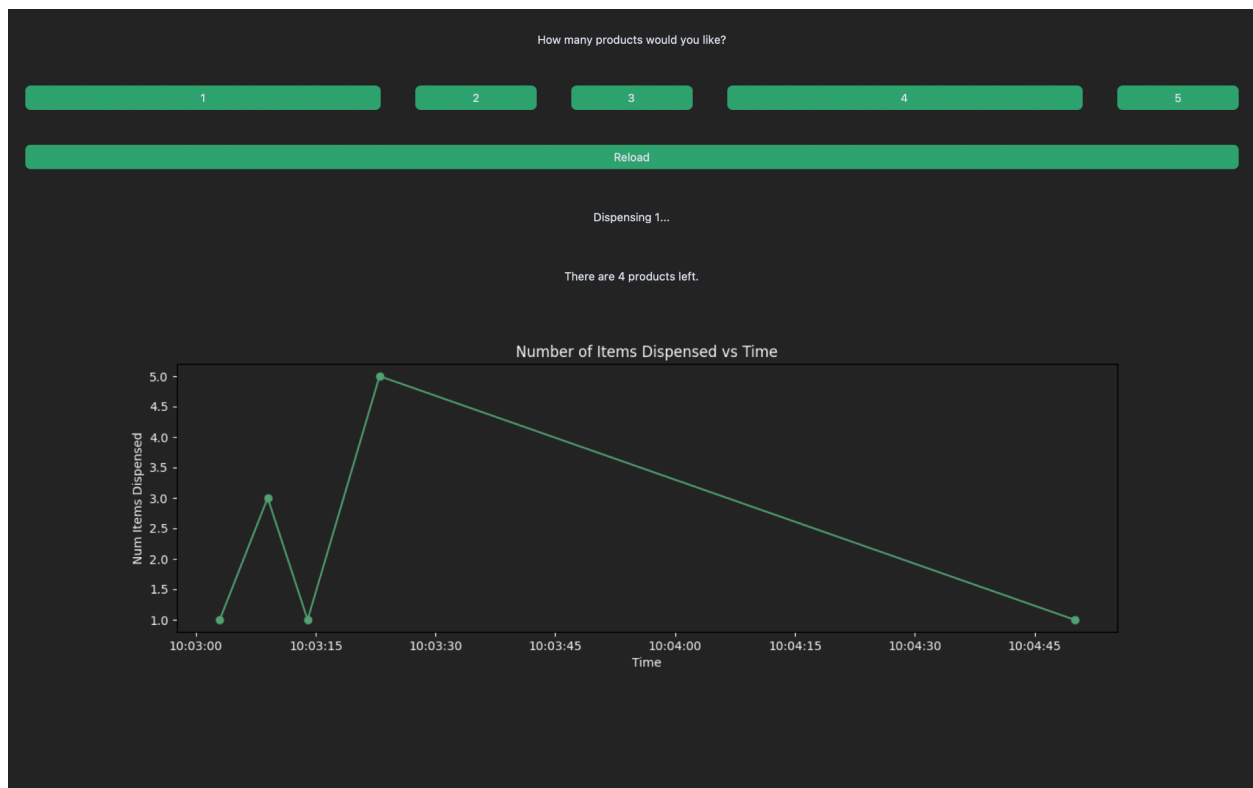 How many products would you like?
1 2 3 4 5
Reload
Dispensing 1...
There are 4 products left.
Number of Items Dispensed vs Time
5.0
4.5
4.0
3.5
3.0
2.5
2.0
1.5
1.0
Num Items Dispensed
10:03:00 10:03:15 10:03:30 10:03:45 10:04:00 10:04:15 10:04:30 10:04:45
Time